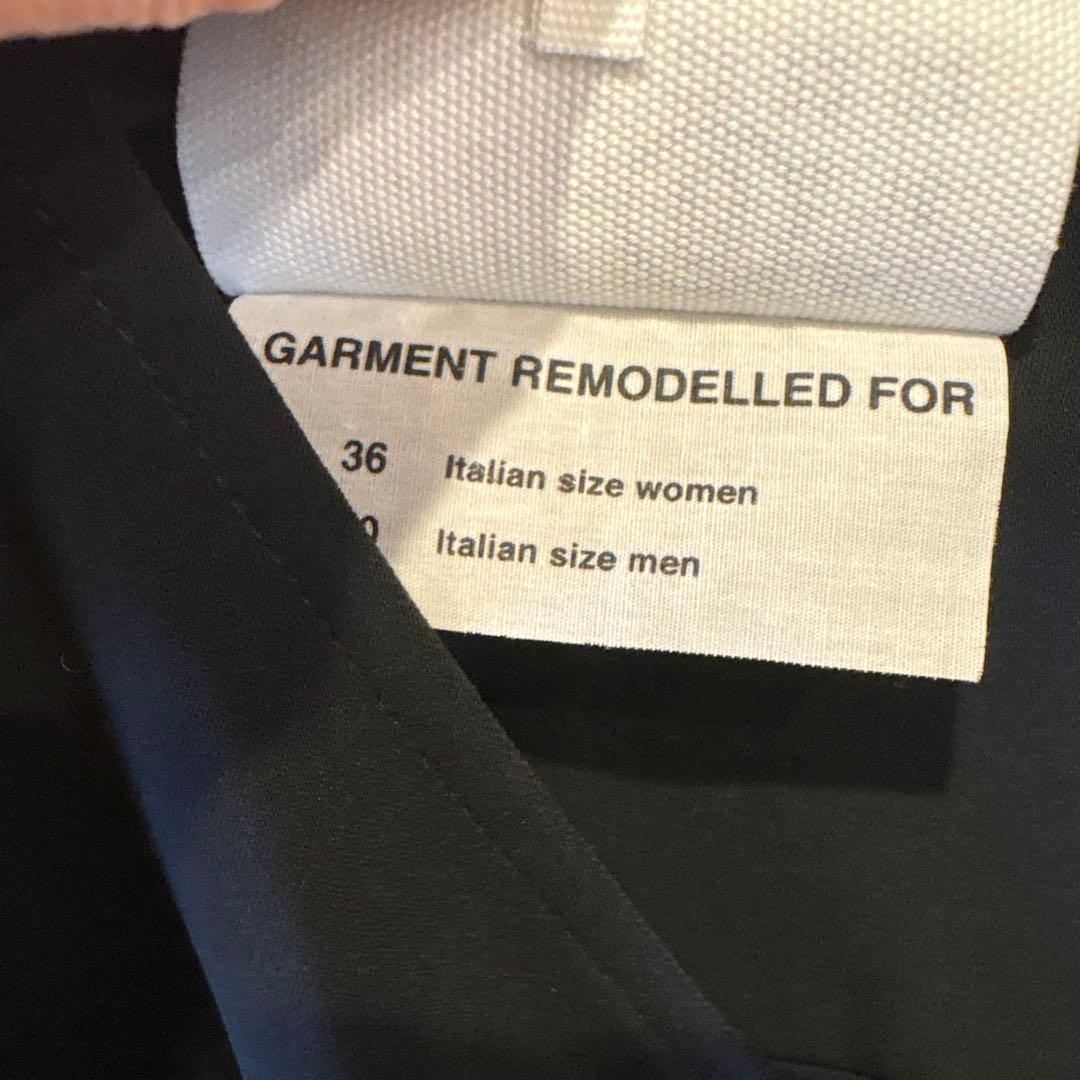 GARMENT REMODELLED FOR
36 Italian size women
Italian size men